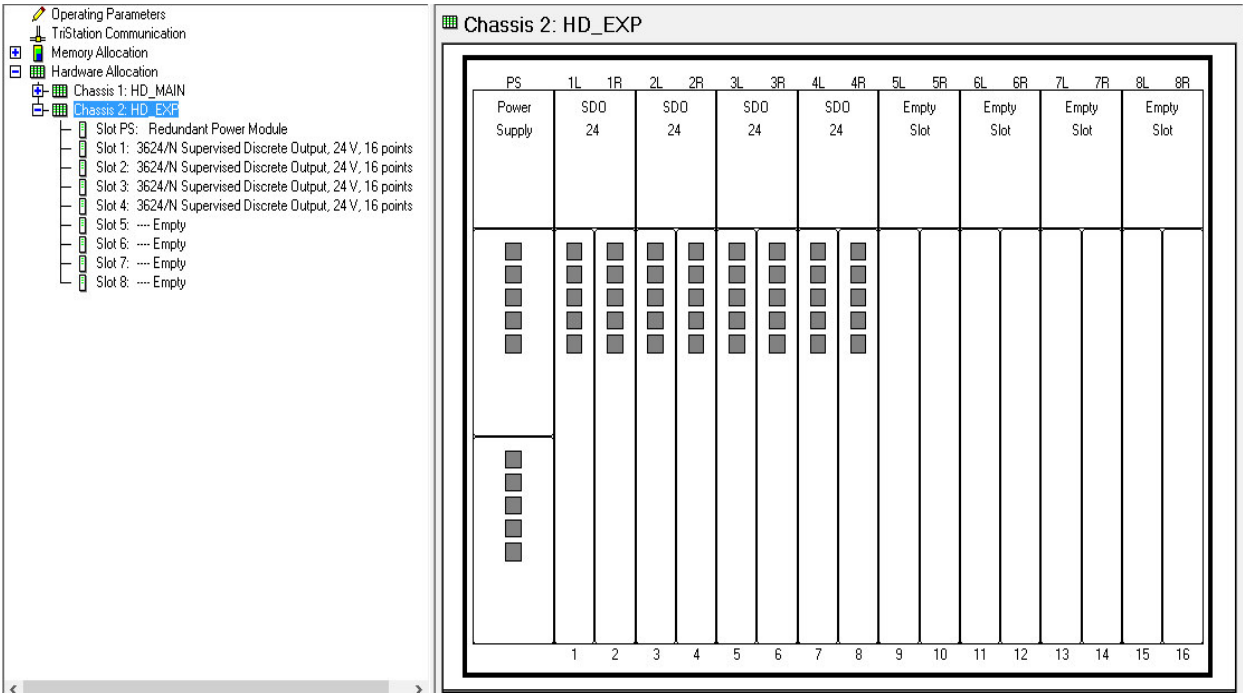 Operating Parameters
TriStation Communication
Memory Allocation
Hardware Allocation
Chassis 1: HD_MAIN
Chassis 2: HD_EXP
Slot PS: Redundant Power Module
Slot 1: 3624/N Supervised Discrete Output, 24 V, 16 points
Slot 2: 3624/N Supervised Discrete Output, 24 V, 16 points
Slot 3: 3624/N Supervised Discrete Output, 24 V, 16 points
Slot 4: 3624/N Supervised Discrete Output, 24 V, 16 points
Slot 5: ---- Empty
Slot 6: ---- Empty
Slot 7: ---- Empty
Slot 8: ---- Empty
Chassis 2: HD_EXP
PS 1L 1R 2L 2R 3L 3R 4L 4R 5L 5R 6L 6R 7L 7R 8L 8R
Power SDO SDO SDO SDO Empty Empty Empty Empty
Supply 24 24 24 24 Slot Slot Slot Slot
1 2 3 4 5 6 7 8 9 10 11 12 13 14 15 16